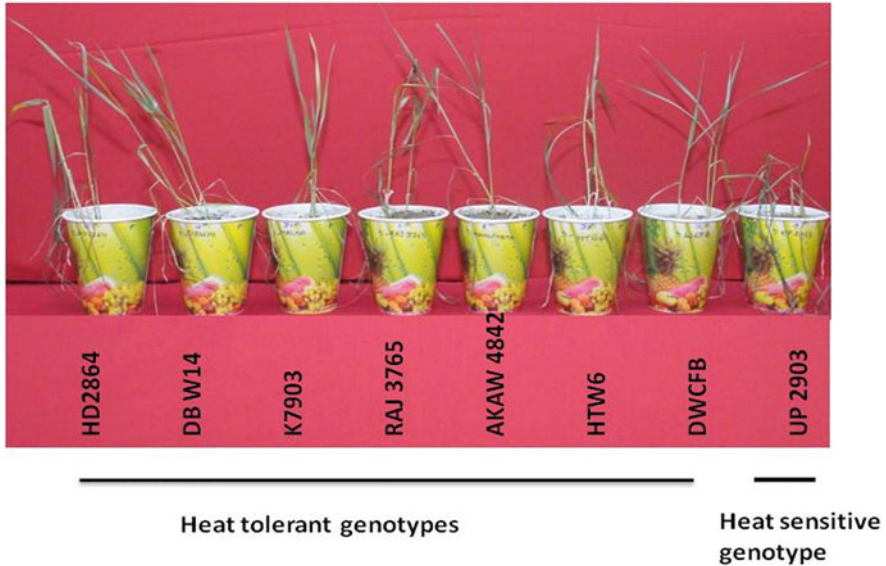 HD2864
DB W14
K7903
RAJ 3765
AKAW 4842
HTW6
DWCFB
UP 2903
Heat tolerant genotypes
Heat sensitive
genotype